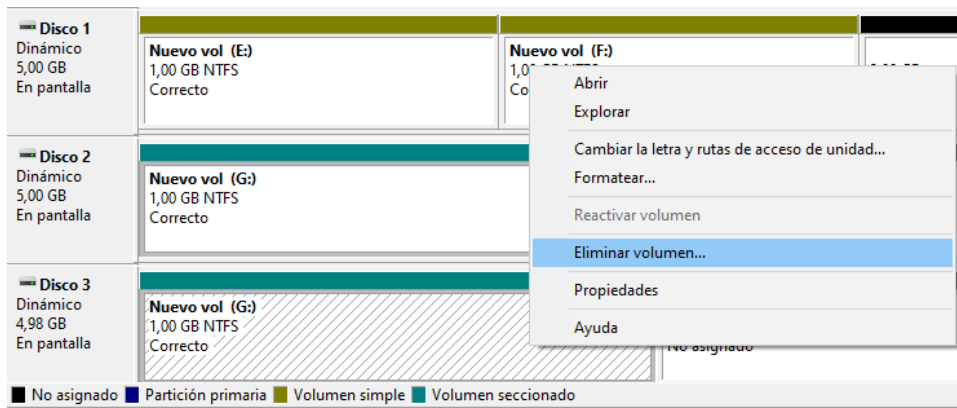 Disco 1
Dinámico
5,00 GB
En pantalla
Nuevo vol (E:)
1,00 GB NTFS
Correcto
Nuevo vol (F:)
1,0
Co
Abrir
Explorar
Cambiar la letra y rutas de acceso de unidad...
Formatear...
Reactivar volumen
Eliminar volumen...
Propiedades
Ayuda
Disco 2
Dinámico
5,00 GB
En pantalla
Nuevo vol (G:)
1,00 GB NTFS
Correcto
Disco 3
Dinámico
4,98 GB
En pantalla
Nuevo vol (G:)
1,00 GB NTFS
Correcto
No asignado
No asignado Partición primaria Volumen simple Volumen seccionado